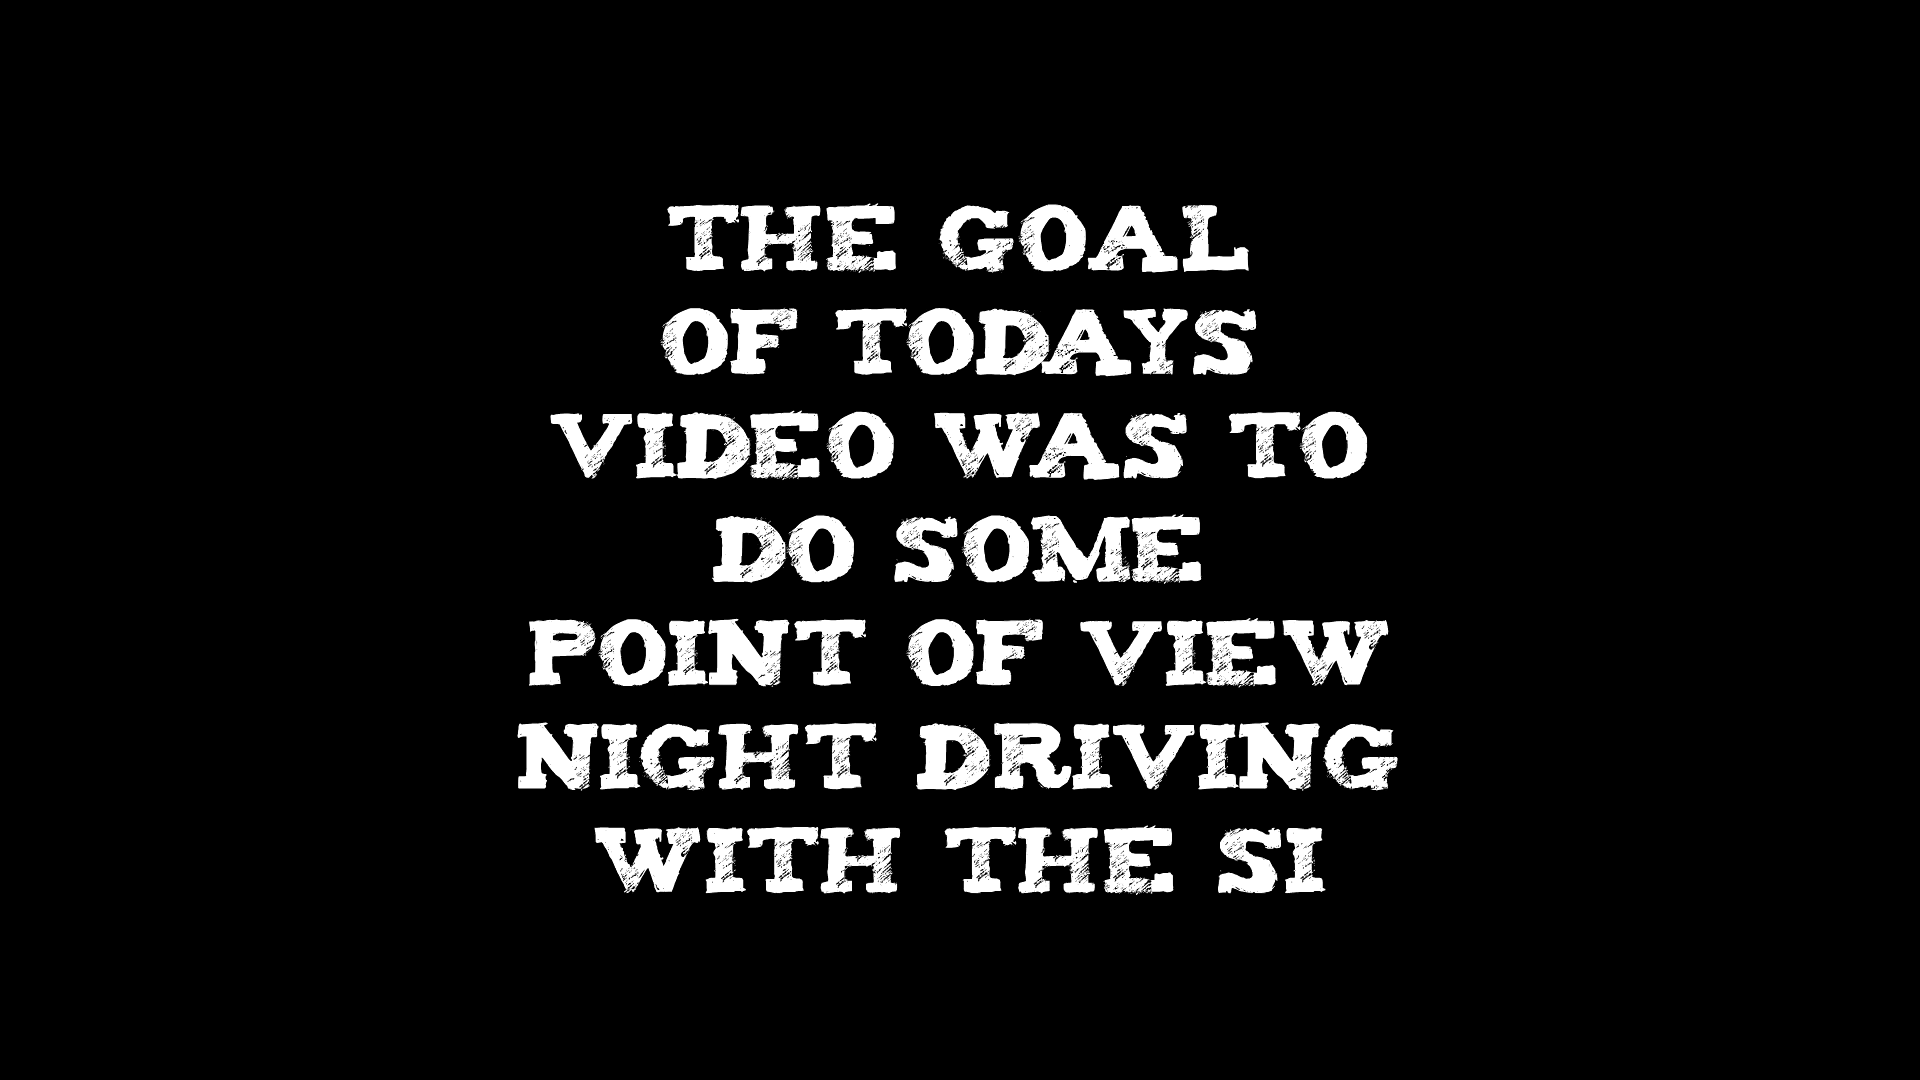 THE GOAL
OF TODAYS
VIDEO WAS TO
DO SOME
POINT OF VIEW
NIGHT DRIVING
WITH THE SI